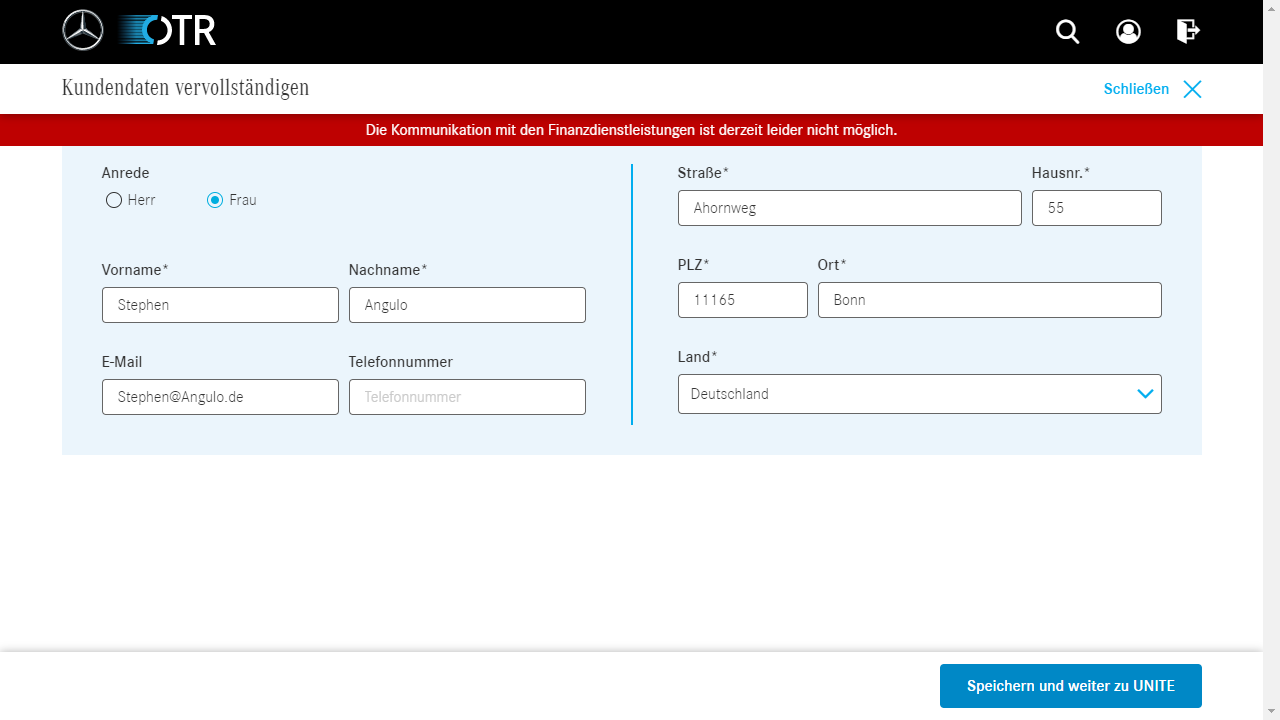 OTR
Kundendaten vervollständigen
Schließen
Die Kommunikation mit den Finanzdienstleistungen ist derzeit leider nicht möglich.
Anrede
Herr Frau
Vorname* Nachname*
Stephen Angulo
E-Mail Telefonnummer
Stephen@Angulo.de Telefonnummer
Straße* Hausnr.*
Ahornweg 55
PLZ* Ort*
11165 Bonn
Land*
Deutschland
Speichern und weiter zu UNITE